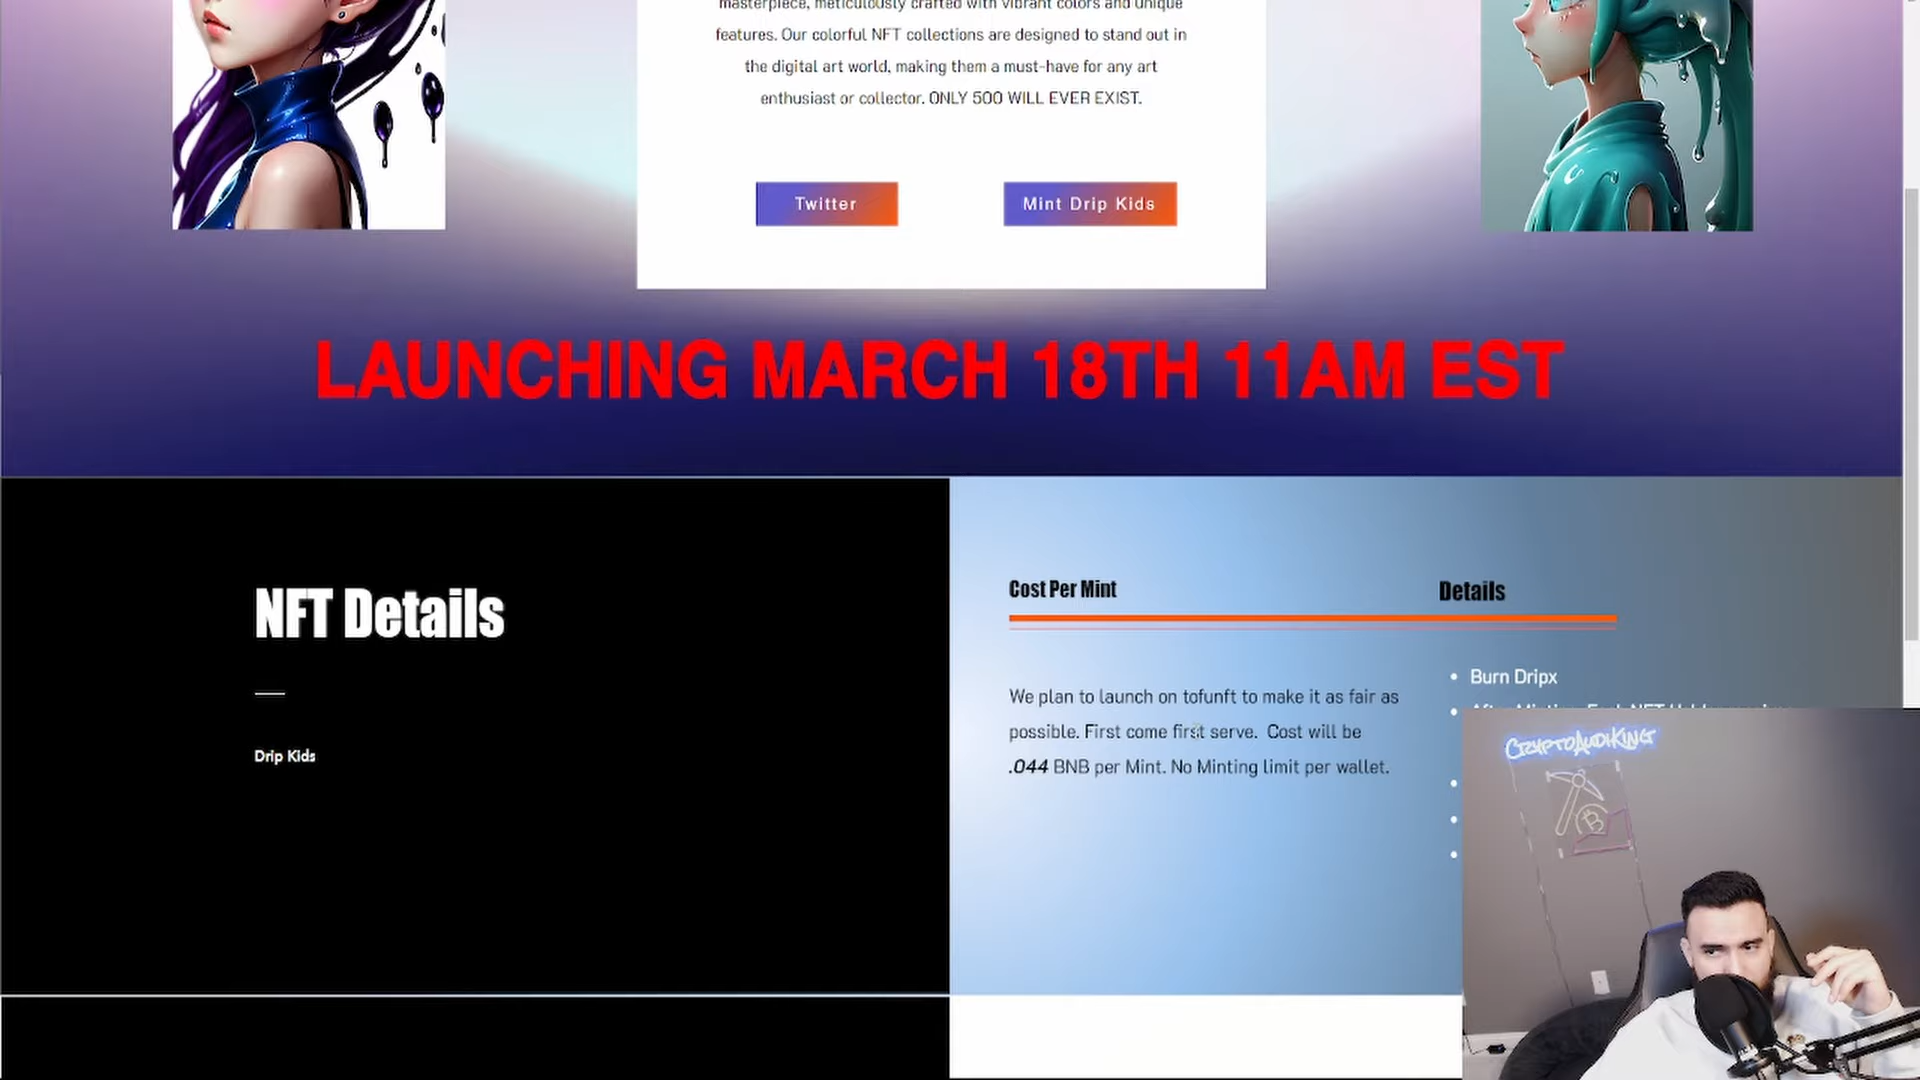 masterpiece, meticulously crafted with vibrant colors and unique
features. Our colorful NFT collections are designed to stand out in
the digital art world, making them a must-have for any art
enthusiast or collector. ONLY 500 WILL EVER EXIST.
Twitter
Mint Drip Kids
LAUNCHING MARCH 18TH 11AM EST
NFT Details
Drip Kids
Cost Per Mint
We plan to launch on tofunft to make it as fair as
possible. First come first serve. Cost will be
.044 BNB per Mint. No Minting limit per wallet.
Details
Burn Dripx
CRYPTOAUDIKING